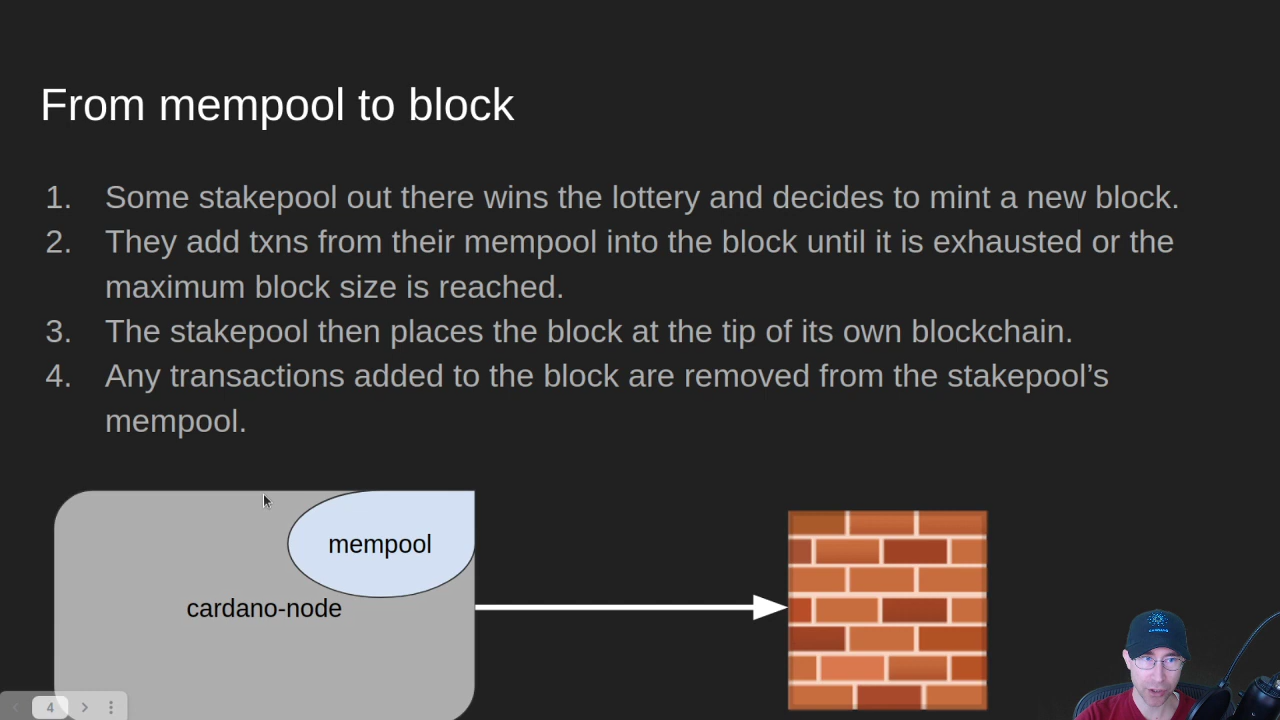 From mempool to block
1. Some stakepool out there wins the lottery and decides to mint a new block.
2. They add txns from their mempool into the block until it is exhausted or the
maximum block size is reached.
3. The stakepool then places the block at the tip of its own blockchain.
4. Any transactions added to the block are removed from the stakepool’s
mempool.
mempool
cardano-node
4